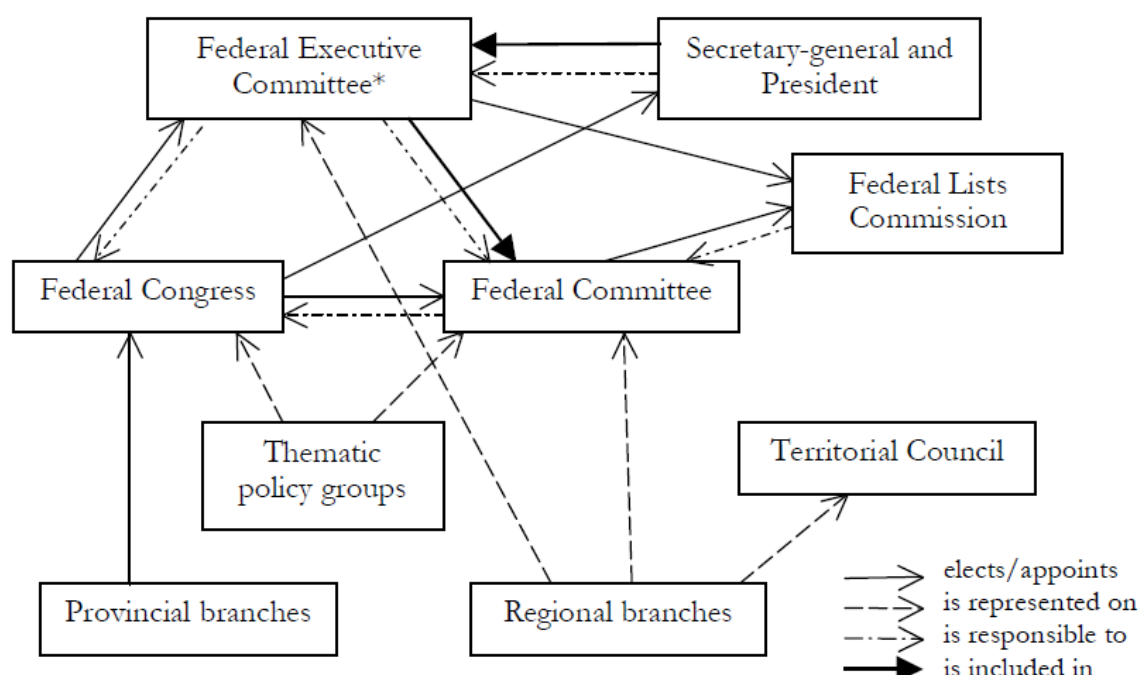 Federal Executive
Committee*
Secretary-general and
President
Federal Lists
Commission
Federal Congress
Federal Committee
Thematic
policy groups
Territorial Council
Provincial branches
Regional branches
elects/appoints
is represented on
is responsible to
is included in